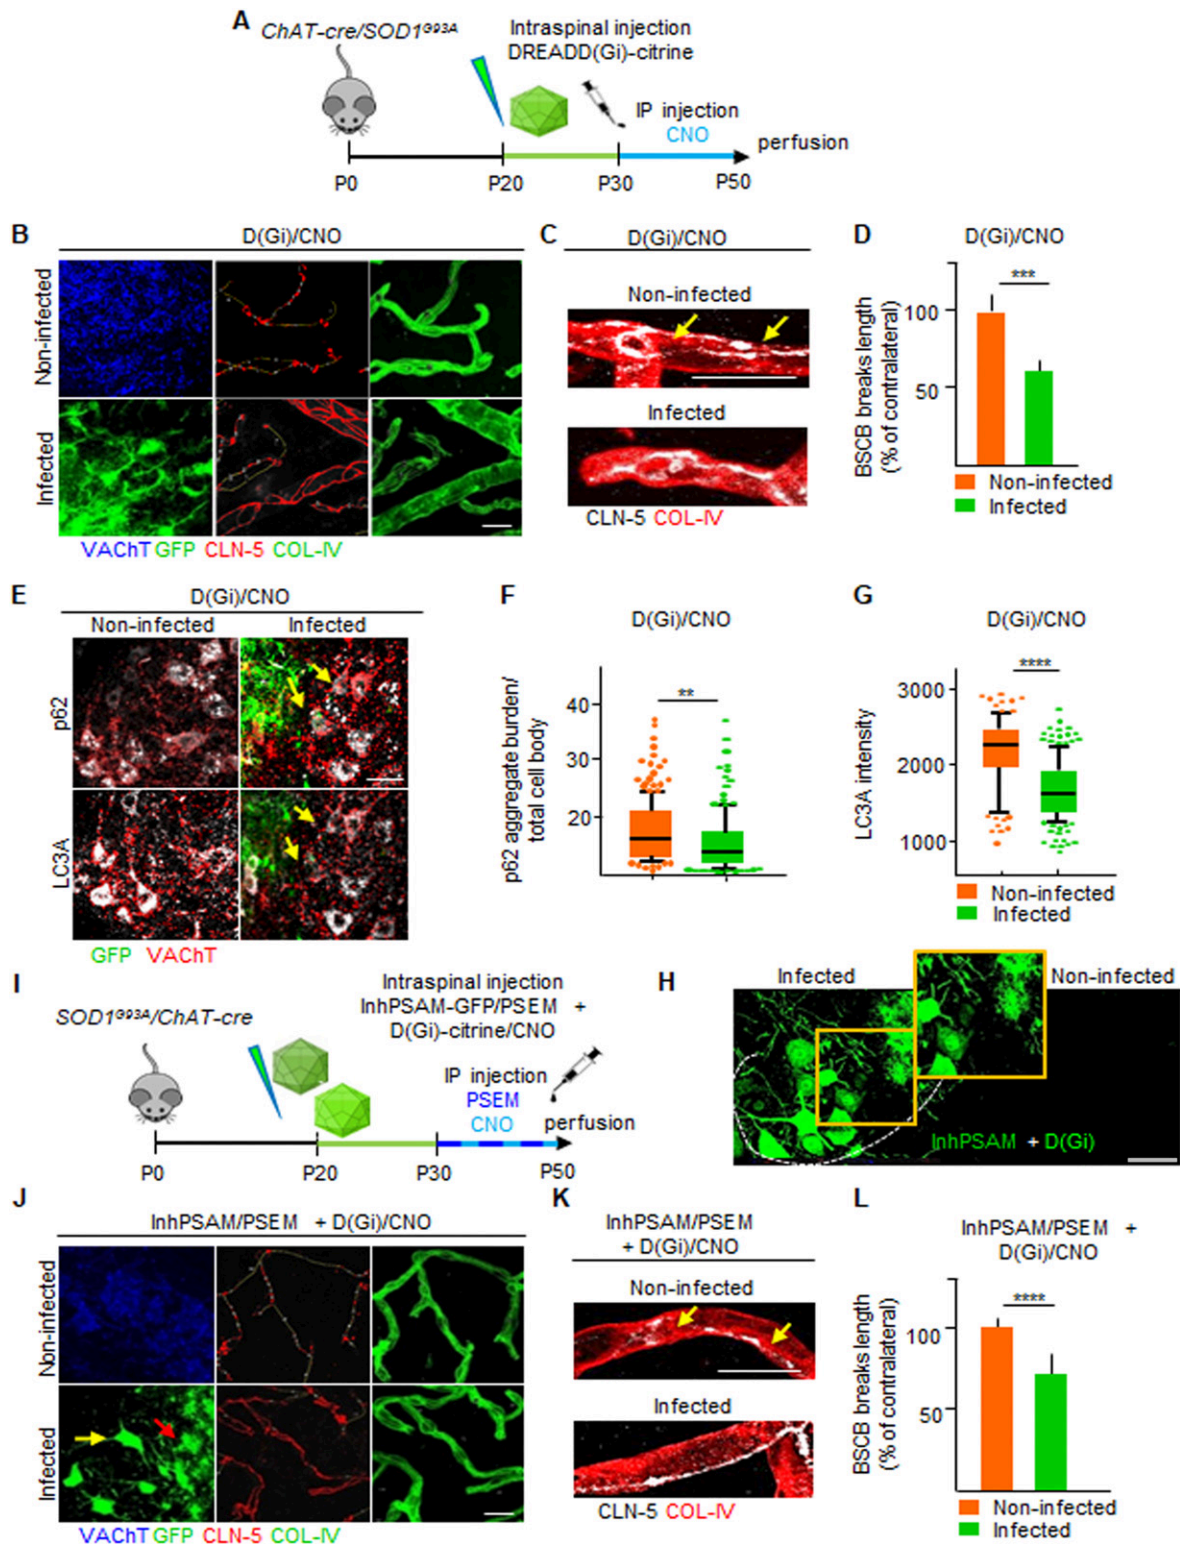 A
ChAT-cre/SOD1G93A
Intraspinal injection
DREADD(Gi)-citrine
IP injection
CNO
perfusion
P0
P20
P30
P50
B
D(Gi)/CNO
Non-infected
Infected
VAChT GFP CLN-5 COL-IV
C
D(Gi)/CNO
Non-infected
Infected
CLN-5 COL-IV
D
D(Gi)/CNO
***
100
50
BSCB breaks length
(% of contralateral)
Non-infected
Infected
E
D(Gi)/CNO
Non-infected
Infected
p62
LC3A
GFP VAChT
F
D(Gi)/CNO
**
40
30
20
p62 aggregate burden/
total cell body
G
D(Gi)/CNO
****
3000
2000
1000
LC3A intensity
Non-infected
Infected
I
SOD1G93A/ChAT-cre
Intraspinal injection
InhPSAM-GFP/PSEM +
D(Gi)-citrine/CNO
IP injection
PSEM
CNO
perfusion
P0
P20
P30
P50
H
Infected
Non-infected
InhPSAM + D(Gi)
J
InhPSAM/PSEM + D(Gi)/CNO
Non-infected
Infected
VAChT GFP CLN-5 COL-IV
K
InhPSAM/PSEM
+ D(Gi)/CNO
Non-infected
Infected
CLN-5 COL-IV
L
InhPSAM/PSEM +
D(Gi)/CNO
****
100
50
BSCB breaks length
(% of contralateral)
Non-infected
Infected